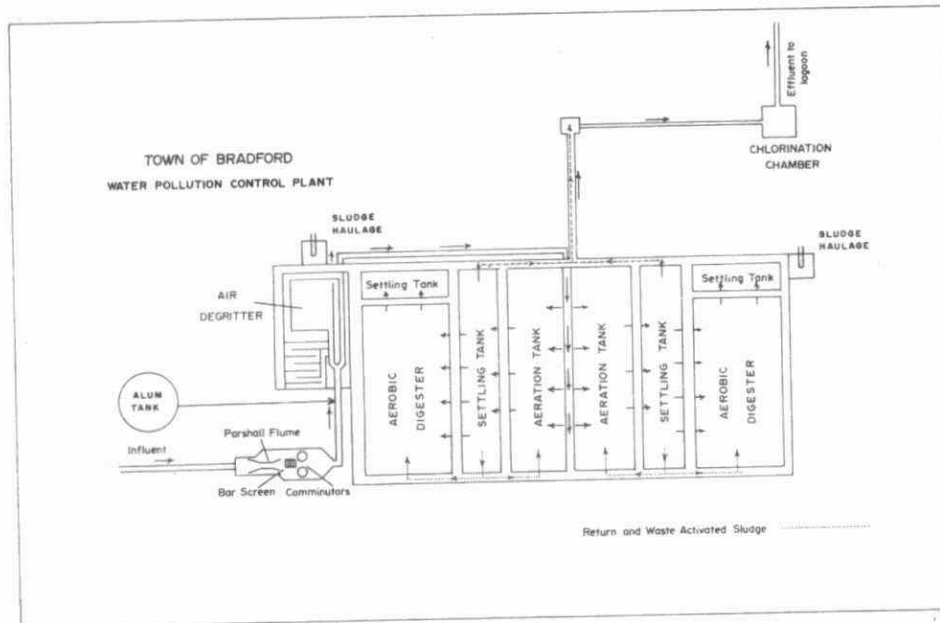 Effluent to
lagoon
CHLORINATION
CHAMBER
TOWN OF BRADFORD
WATER POLLUTION CONTROL PLANT
SLUDGE
HAULAGE
SLUDGE
HAULAGE
AIR
DEGRITTER
Settling Tank
Settling Tank
AEROBIC
DIGESTER
SETTLING TANK
AERATION TANK
AERATION TANK
SETTLING TANK
AEROBIC
DIGESTER
ALUM
TANK
Influent
Parshall Flume
Bar Screen
Comminutors
Return and Waste Activated Sludge